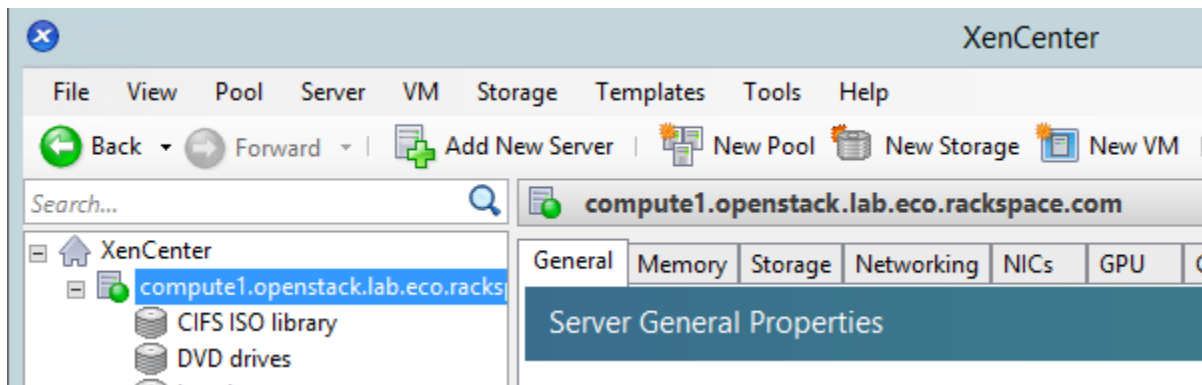 XenCenter
File View Pool Server VM Storage Templates Tools Help
Back Forward Add New Server New Pool New Storage New VM
Search... compute1.openstack.lab.eco.rackspace.com
XenCenter
General Memory Storage Networking NICs GPU
compute1.openstack.lab.eco.racks
CIFS ISO library
Server General Properties
DVD drives